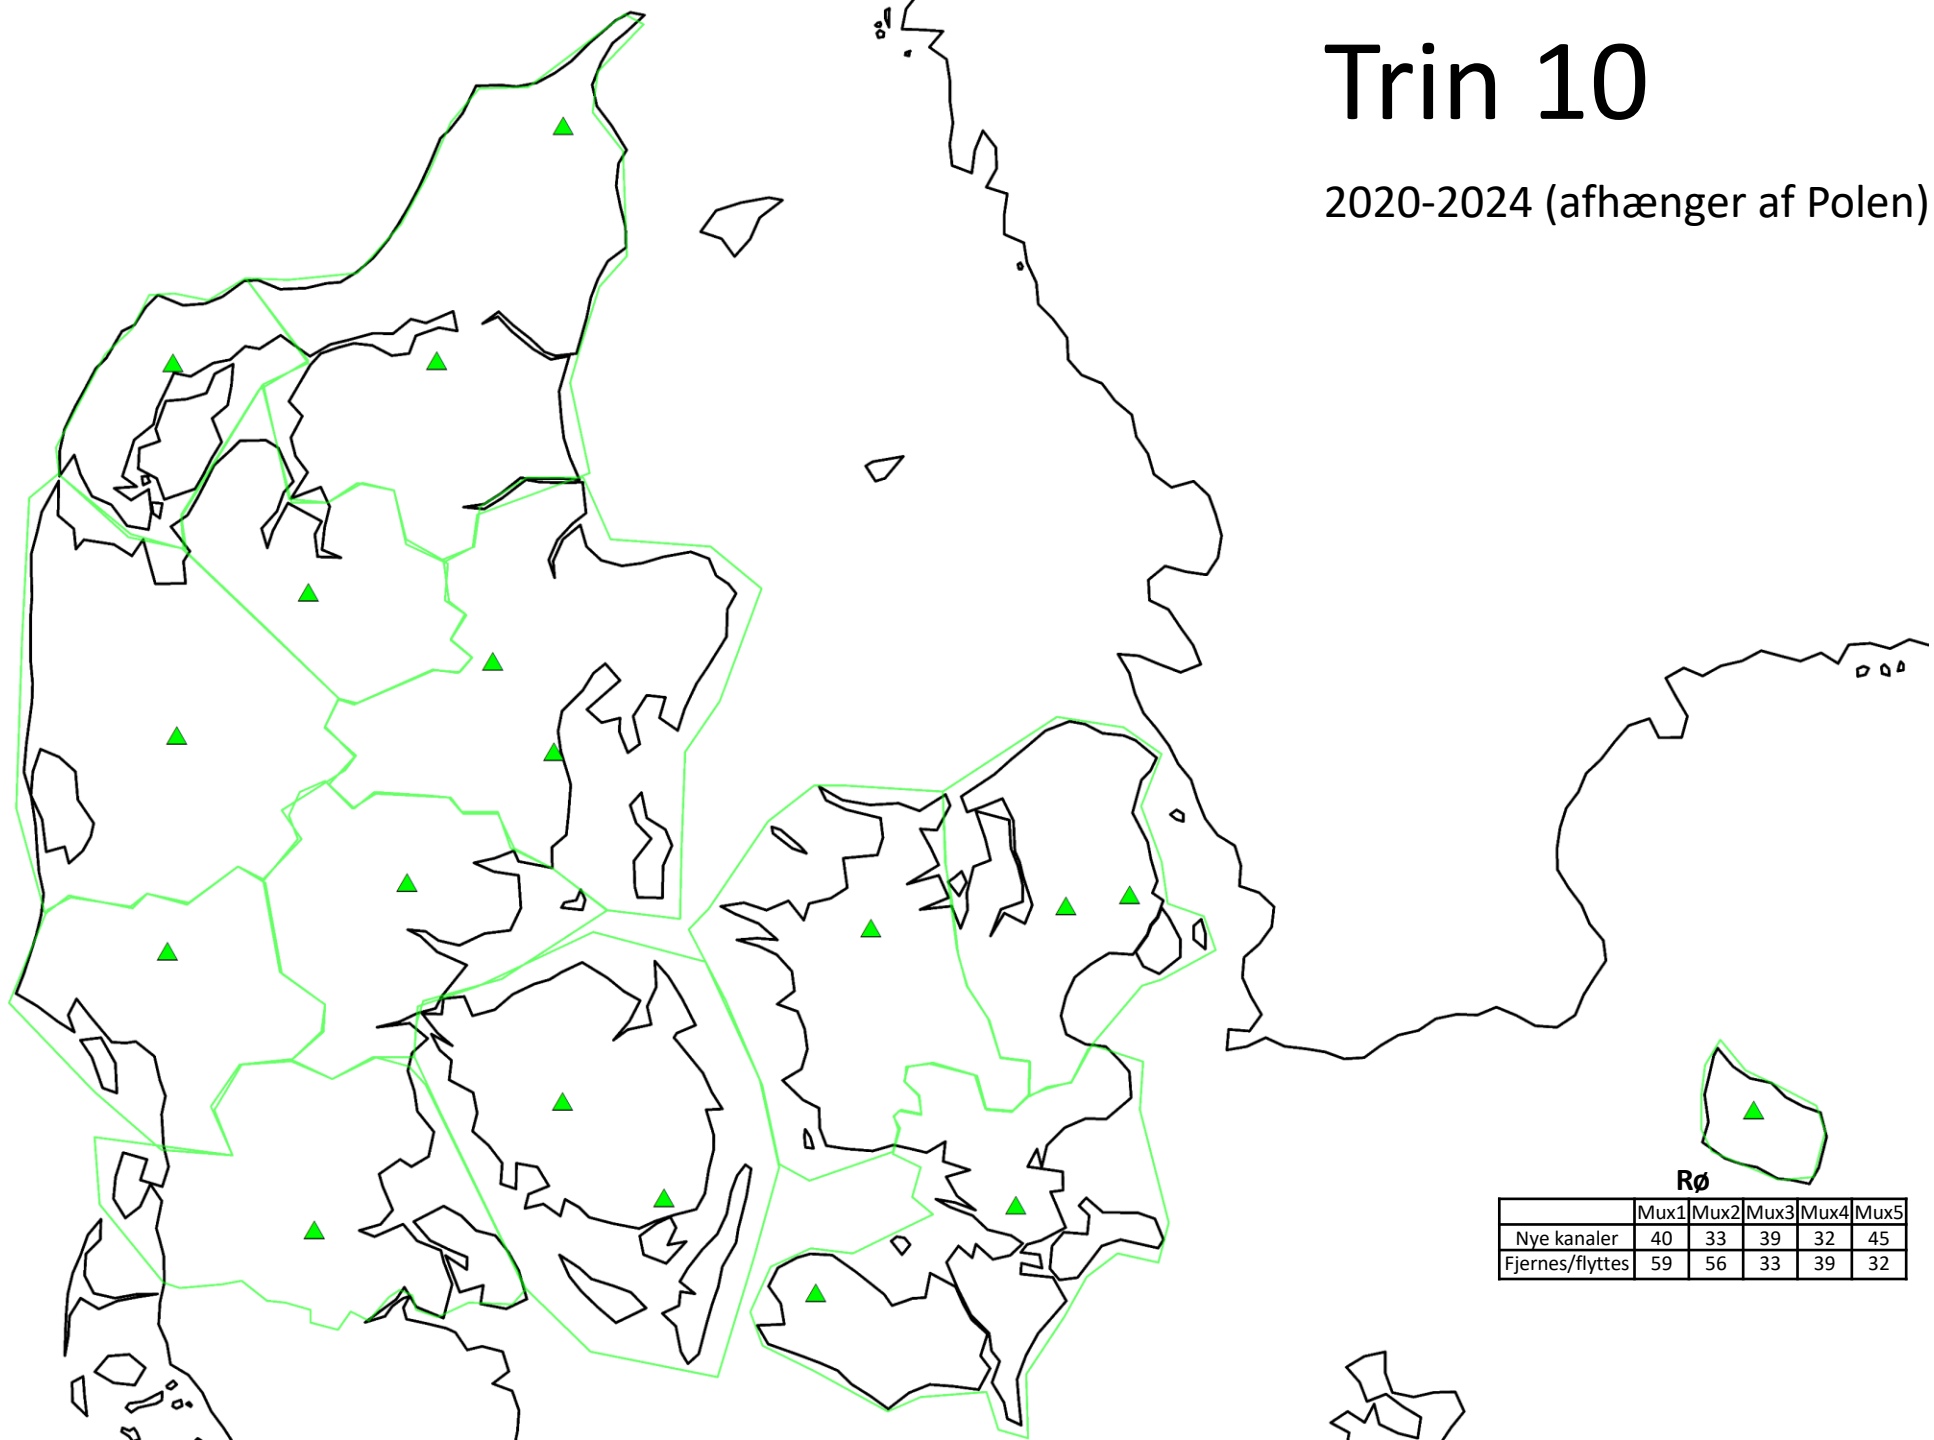 Trin 10
2020-2024 (afhænger af Polen)
Rø
Mux1 Mux2 Mux3 Mux4 Mux5
Nye kanaler 40 33 39 32 45
Fjernes/flyttes 59 56 33 39 32